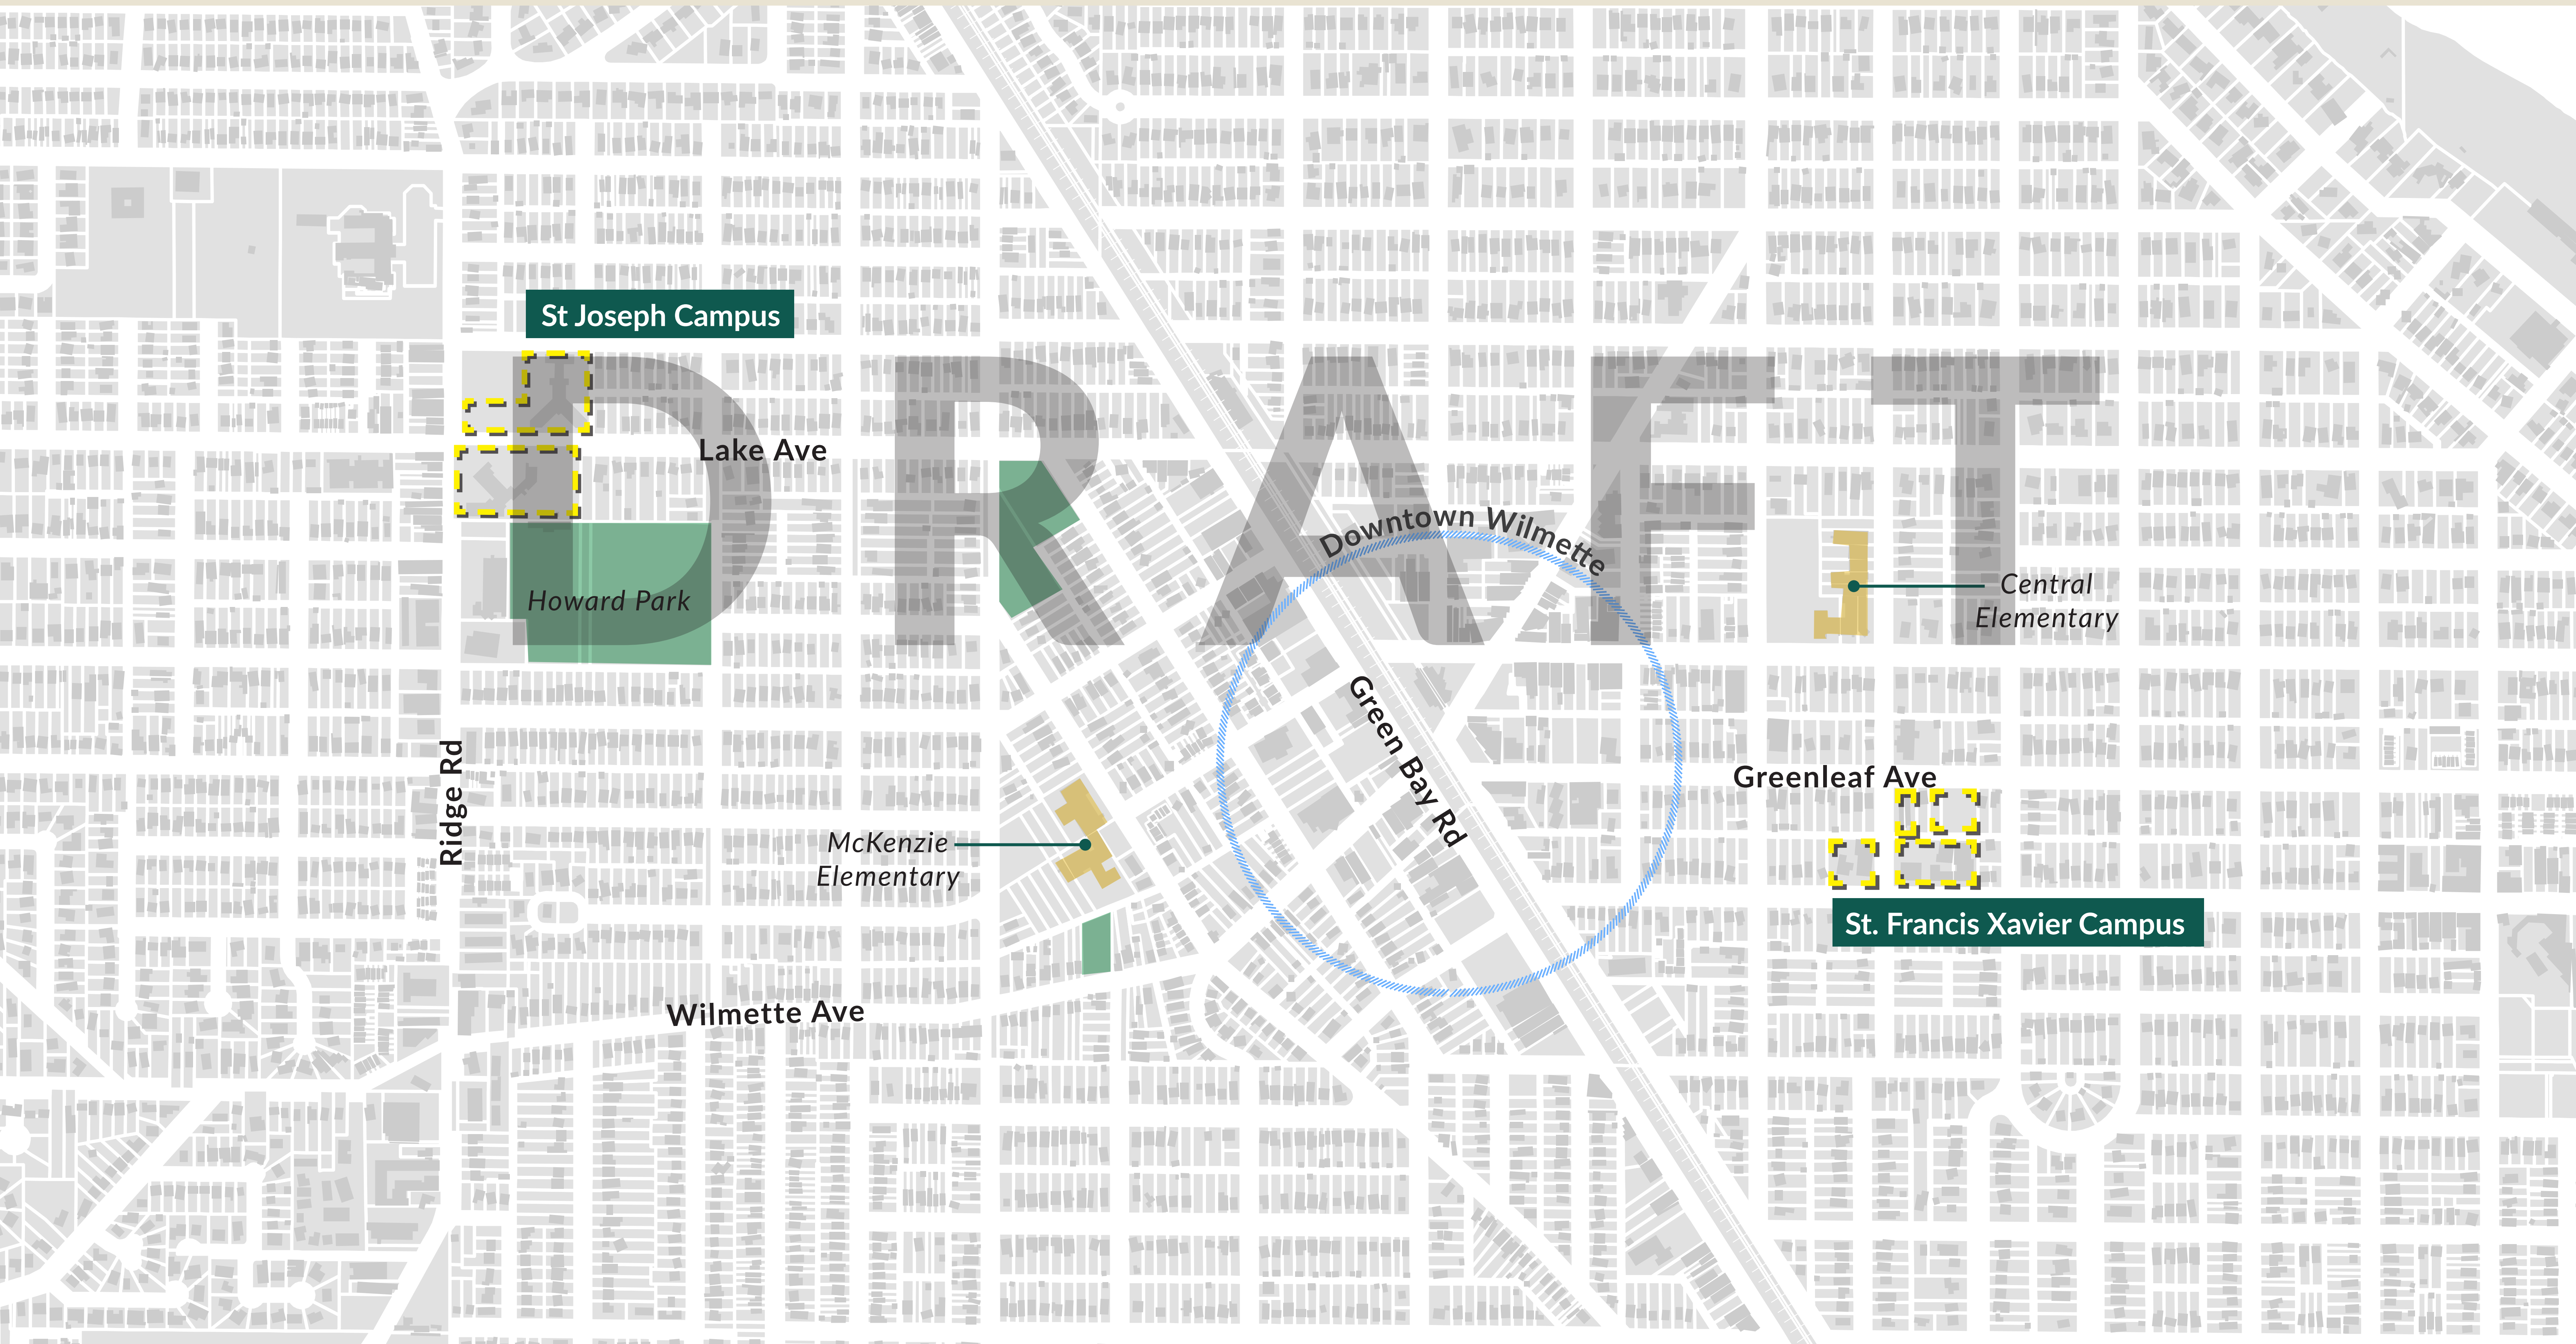 St Joseph Campus
DRAFT
Lake Ave
Downtown Wilmette
Howard Park
Central
Elementary
Green Bay Rd
Ridge Rd
Greenleaf Ave
McKenzie
Elementary
St. Francis Xavier Campus
Wilmette Ave